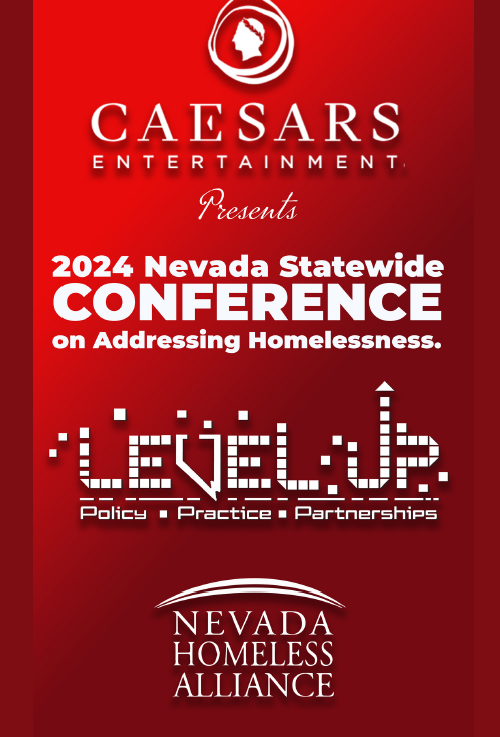 CAESARS
ENTERTAINMENT.
Presents
2024 Nevada Statewide
CONFERENCE
on Addressing Homelessness.
LEVEL UP
Policy ▪ Practice ▪ Partnerships
NEVADA
HOMELESS
ALLIANCE